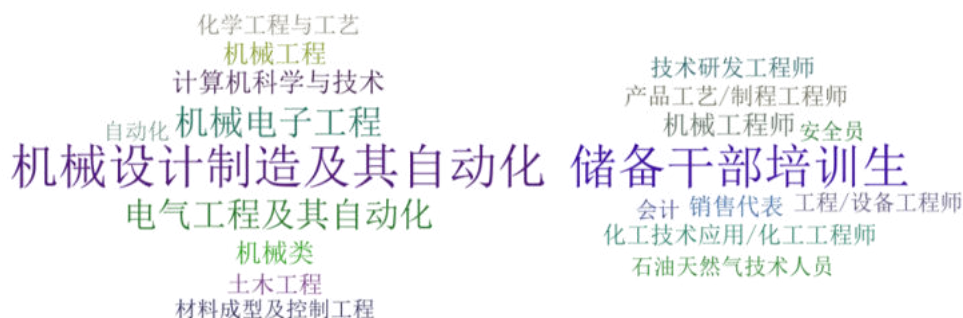 化学工程与工艺
机械工程
计算机科学与技术
自动化 机械电子工程
机械设计制造及其自动化
电气工程及其自动化
机械类
土木工程
材料成型及控制工程
技术研发工程师
产品工艺/制程工程师
机械工程师 安全员
储备干部培训生
会计 销售代表 工程/设备工程师
化工技术应用/化工工程师
石油天然气技术人员